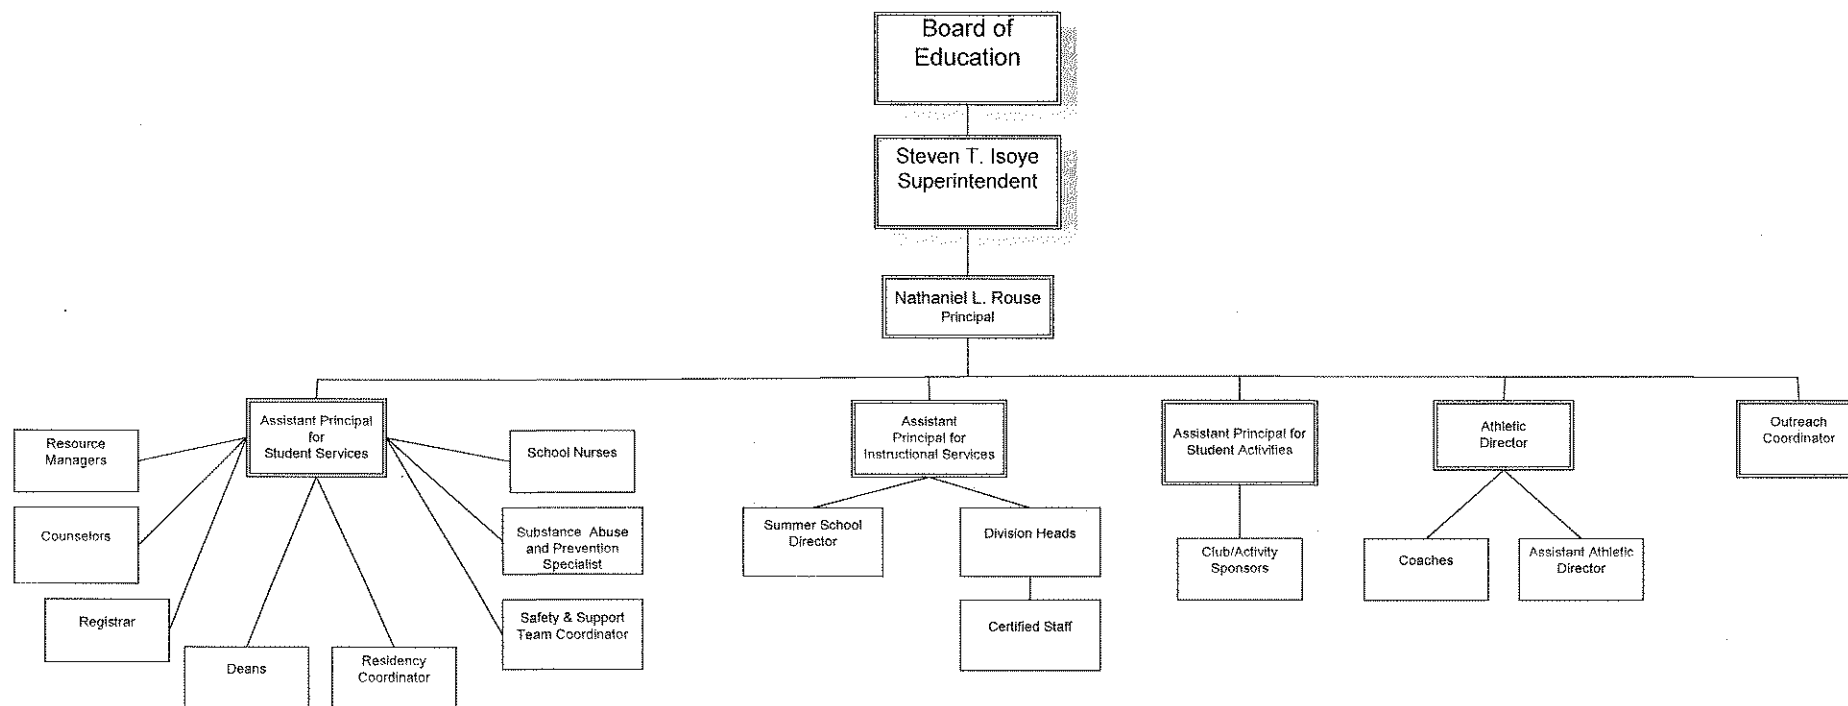 Board of
Education
Steven T. Isoye
Superintendent
Nathaniel L. Rouse
Principal
Assistant Principal
for
Student Services
Assistant
Principal for
Instructional Services
Assistant Principal for
Student Activities
Athletic
Director
Outreach
Coordinator
Resource
Managers
School Nurses
Counselors
Substance Abuse
and Prevention
Specialist
Registrar
Safety & Support
Team Coordinator
Deans
Residency
Coordinator
Summer School
Director
Division Heads
Certified Staff
Club/Activity
Sponsors
Coaches
Assistant Athletic
Director